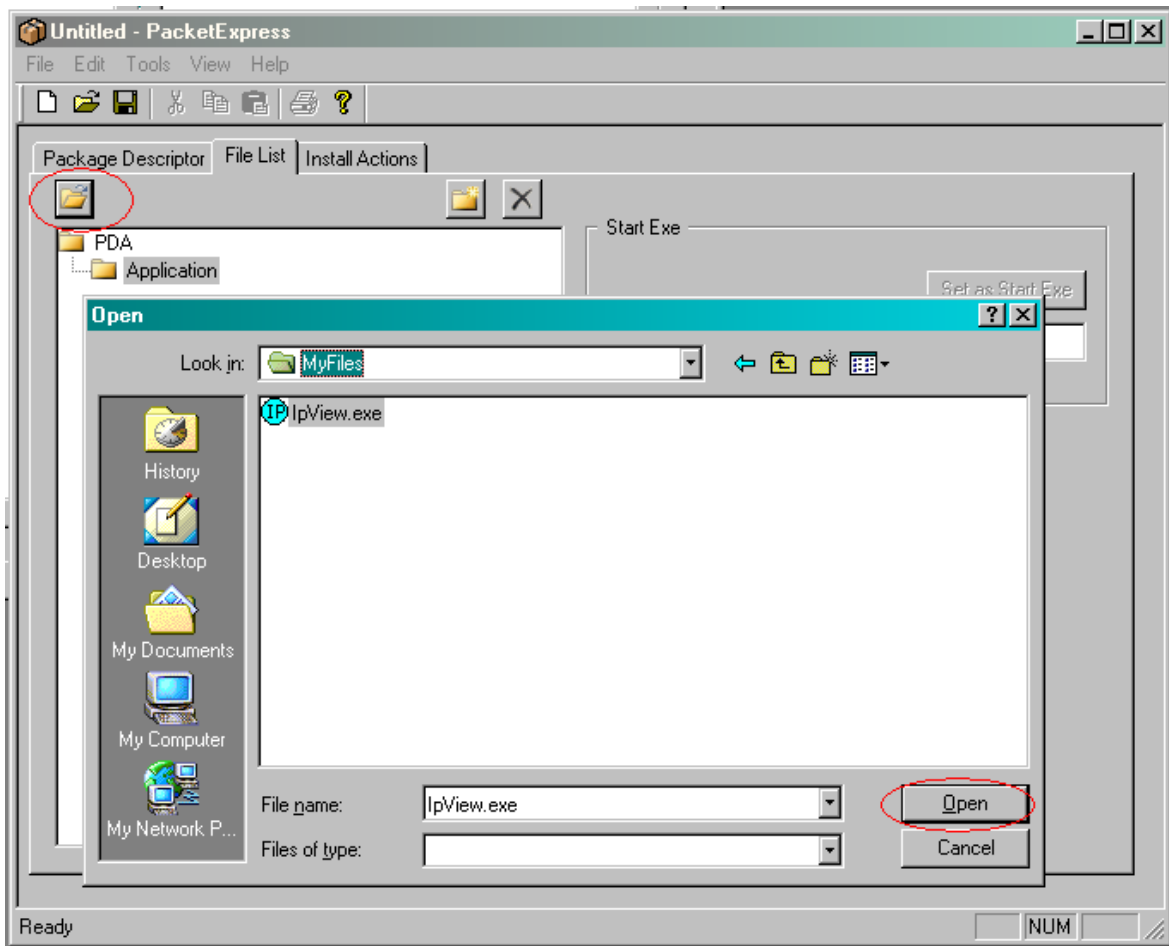 Untitled - PacketExpress
File Edit Tools View Help
Package Descriptor File List Install Actions
PDA
Application
Start Exe
Set as Start Exe
Open
Look in: MyFiles
IP IpView.exe
History
Desktop
My Documents
My Computer
My Network P...
File name: IpView.exe Open
Files of type: Cancel
Ready NUM